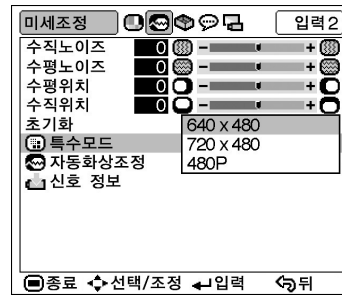 미세조정 입력2
수직노이즈 0 - +
수평노이즈 0 - +
수평위치 0 - +
수직위치 0 - +
초기화 640 x 480
특수모드 720 x 480
자동화상조정 480P
신호 정보
종료 선택/조정 입력 뒤